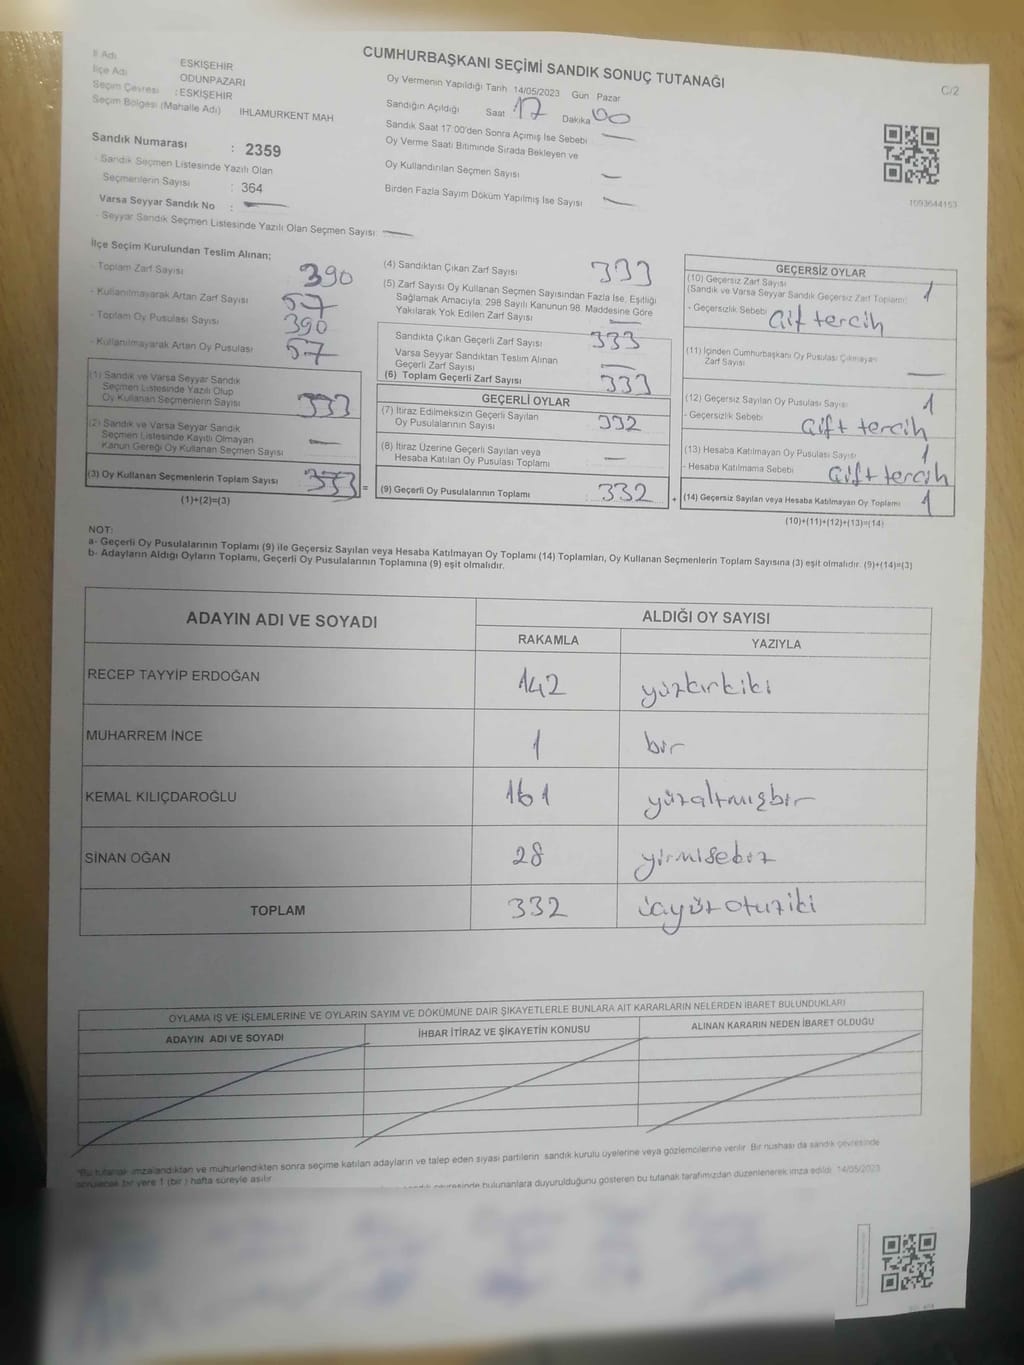 CUMHURBAŞKANI SEÇİMİ SANDIK SONUÇ TUTANAĞI
C/2
İl Adı ESKİŞEHİR
İlçe Adı ODUNPAZARI
Seçim Çevresi : ESKİŞEHİR
Seçim Bölgesi (Mahalle Adı) IHLAMURKENT MAH
Sandık Numarası : 2359
- Sandık Seçmen Listesinde Yazılı Olan
Seçmenlerin Sayısı : 364
Varsa Seyyar Sandık No : —
- Seyyar Sandık Seçmen Listesinde Yazılı Olan Seçmen Sayısı: —
Oy Vermenin Yapıldığı Tarih 14/05/2023 Gün Pazar
Sandığın Açıldığı Saat 17 Dakika 00
Sandık Saat 17:00'den Sonra Açımış İse Sebebi —
Oy Verme Saati Bitiminde Sırada Bekleyen ve
Oy Kullandırılan Seçmen Sayısı —
Birden Fazla Sayım Döküm Yapılmış İse Sayısı —
1093644153
İlçe Seçim Kurulundan Teslim Alınan;
- Toplam Zarf Sayısı 390
- Kullanılmayarak Artan Zarf Sayısı 57
- Toplam Oy Pusulası Sayısı 390
- Kullanılmayarak Artan Oy Pusulası 57
(1) Sandık ve Varsa Seyyar Sandık
Seçmen Listesinde Yazılı Olup
Oy Kullanan Seçmenlerin Sayısı 333
(2) Sandık ve Varsa Seyyar Sandık
Seçmen Listesinde Kayıtlı Olmayan
Kanun Gereği Oy Kullanan Seçmen Sayısı —
(3) Oy Kullanan Seçmenlerin Toplam Sayısı 333 =
(1)+(2)=(3)
(4) Sandıktan Çıkan Zarf Sayısı 333
(5) Zarf Sayısı Oy Kullanan Seçmen Sayısından Fazla İse, Eşitliği
Sağlamak Amacıyla, 298 Sayılı Kanunun 98. Maddesine Göre
Yakılarak Yok Edilen Zarf Sayısı —
Sandıkta Çıkan Geçerli Zarf Sayısı 333
Varsa Seyyar Sandıktan Teslim Alınan
Geçerli Zarf Sayısı —
(6) Toplam Geçerli Zarf Sayısı 333
GEÇERLİ OYLAR
(7) İtiraz Edilmeksizin Geçerli Sayılan
Oy Pusulalarının Sayısı 332
(8) İtiraz Üzerine Geçerli Sayılan veya
Hesaba Katılan Oy Pusulası Toplamı —
(9) Geçerli Oy Pusulalarının Toplamı : 332 +
GEÇERSİZ OYLAR
(10) Geçersiz Zarf Sayısı 1
(Sandık ve Varsa Seyyar Sandık Geçersiz Zarf Toplamı)
- Geçersizlik Sebebi Çift tercih
(11) İçinden Cumhurbaşkanı Oy Pusulası Çıkmayan
Zarf Sayısı —
(12) Geçersiz Sayılan Oy Pusulası Sayısı 1
- Geçersizlik Sebebi Çift tercih
(13) Hesaba Katılmayan Oy Pusulası Sayısı 1
- Hesaba Katılmama Sebebi Çift tercih
(14) Geçersiz Sayılan veya Hesaba Katılmayan Oy Toplamı 1
(10)+(11)+(12)+(13)=(14)
NOT:
a- Geçerli Oy Pusulalarının Toplamı (9) ile Geçersiz Sayılan veya Hesaba Katılmayan Oy Toplamı (14) Toplamları, Oy Kullanan Seçmenlerin Toplam Sayısına (3) eşit olmalıdır. (9)+(14)=(3)
b- Adayların Aldığı Oyların Toplamı, Geçerli Oy Pusulalarının Toplamına (9) eşit olmalıdır.
ADAYIN ADI VE SOYADI ALDIĞI OY SAYISI
RAKAMLA YAZIYLA
RECEP TAYYİP ERDOĞAN 142 yüzkırkiki
MUHARREM İNCE 1 bir
KEMAL KILIÇDAROĞLU 161 yüzaltmışbir
SİNAN OĞAN 28 yirmisekiz
TOPLAM 332 üçyüzotuziki
OYLAMA İŞ VE İŞLEMLERİNE VE OYLARIN SAYIM VE DÖKÜMÜNE DAİR ŞİKAYETLERLE BUNLARA AİT KARARLARIN NELERDEN İBARET BULUNDUKLARI
ADAYIN ADI VE SOYADI İHBAR İTİRAZ VE ŞİKAYETİN KONUSU ALINAN KARARIN NEDEN İBARET OLDUĞU
*Bu tutanak imzalandıktan ve mühürlendikten sonra seçime katılan adayların ve talep eden siyasi partilerin sandık kurulu üyelerine veya gözlemcilerine verilir. Bir nüshası da sandık çevresinde
bir yere 1 (bir) hafta süreyle asılır.
bulunanlara duyurulduğunu gösteren bu tutanak tarafımızdan düzenlenerek imza edildi. 14/05/2023